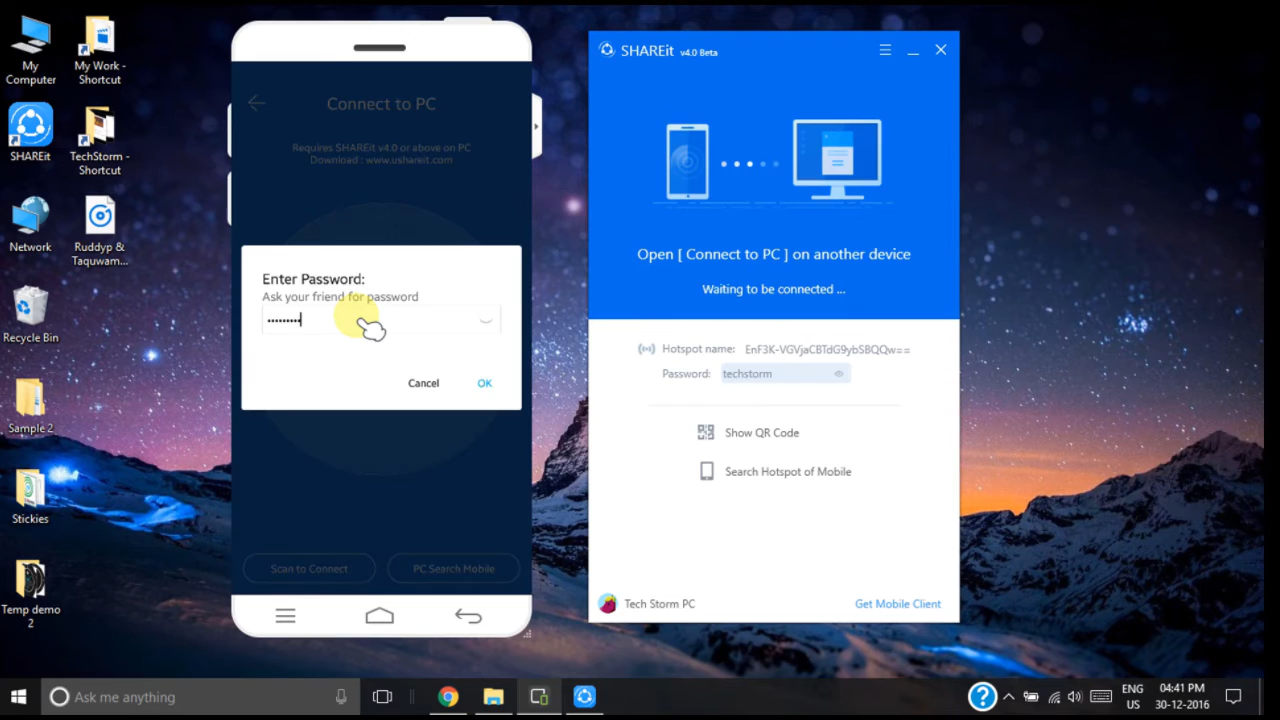 My Computer
My Work - Shortcut
SHAREit
TechStorm - Shortcut
Network
Ruddyp & Taquwam...
Recycle Bin
Sample 2
Stickies
Temp demo 2
Connect to PC
Requires SHAREit v4.0 or above on PC
Download : www.ushareit.com
Enter Password:
Ask your friend for password
•••••••••
Cancel
OK
Scan to Connect
PC Search Mobile
SHAREit v4.0 Beta
Open [ Connect to PC ] on another device
Waiting to be connected ...
Hotspot name: EnF3K-VGVjaCBTdG9ybSBQQw==
Password: techstorm
Show QR Code
Search Hotspot of Mobile
Tech Storm PC
Get Mobile Client
Ask me anything
ENG
US
04:41 PM
30-12-2016